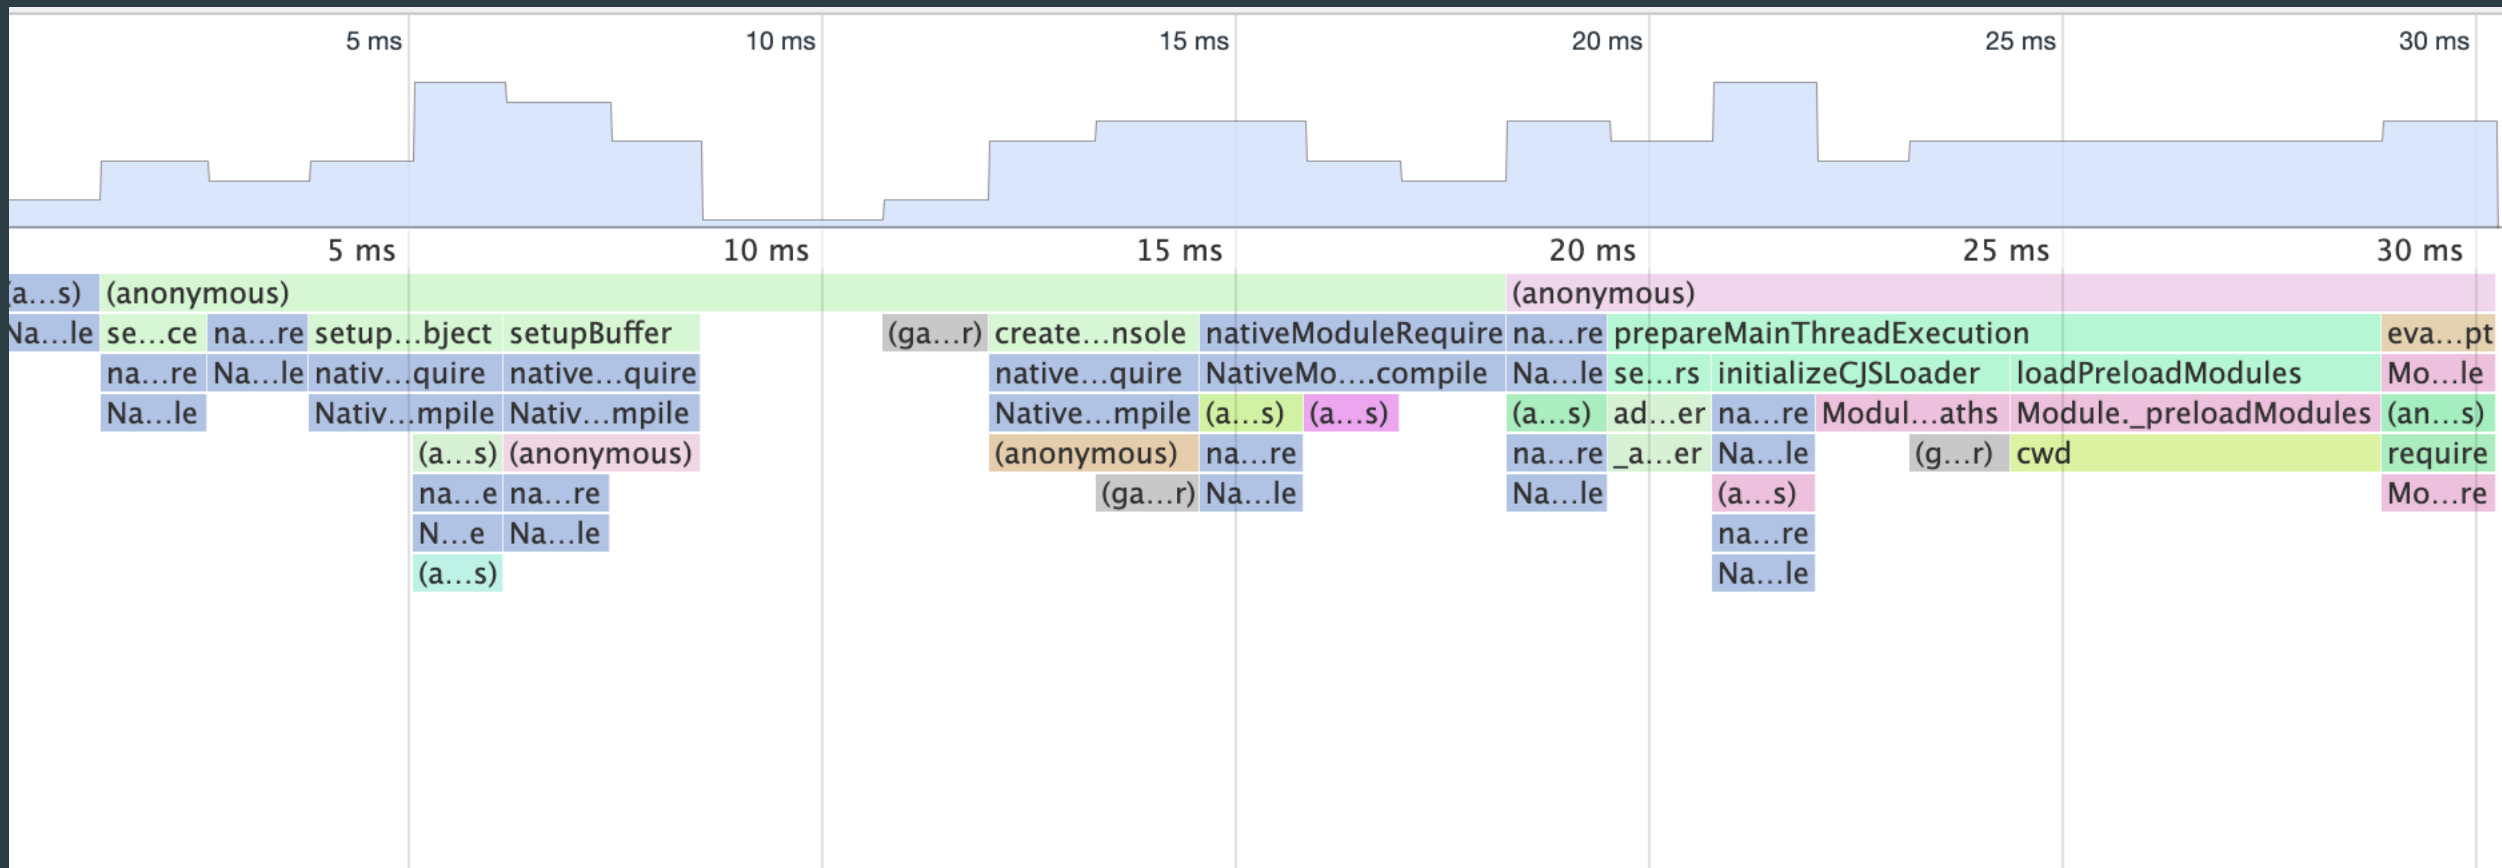 5 ms 10 ms 15 ms 20 ms 25 ms 30 ms
5 ms 10 ms 15 ms 20 ms 25 ms 30 ms
(a...s) (anonymous) (anonymous)
Na...le se...ce na...re setup...bject setupBuffer (ga...r) create...nsole nativeModuleRequire na...re prepareMainThreadExecution eva...pt
na...re Na...le nativ...quire native...quire native...quire NativeMo....compile Na...le se...rs initializeCJSLoader loadPreloadModules Mo...le
Na...le Nativ...mpile Nativ...mpile Native...mpile (a...s) (a...s) (a...s) ad...er na...re Modul...aths Module._preloadModules (an...s)
(a...s) (anonymous) (anonymous) na...re na...re _a...er Na...le (g...r) cwd require
na...e na...re (ga...r) Na...le Na...le (a...s) Mo...re
N...e Na...le na...re
(a...s) Na...le